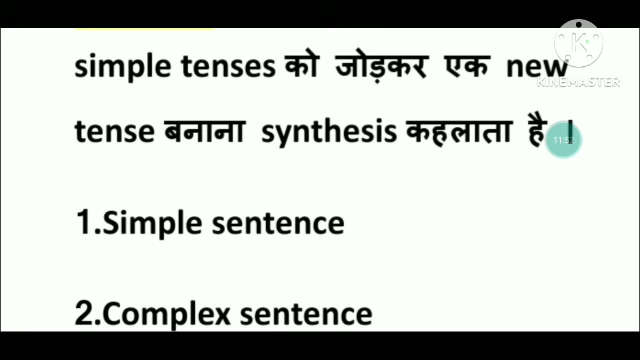 KINEMASTER
simple tenses को जोड़कर एक new
tense बनाना synthesis कहलाता है ।
1.Simple sentence
2.Complex sentence